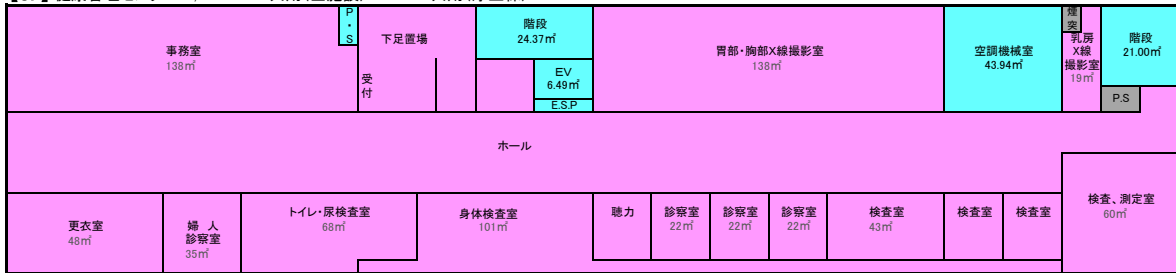 P・S
階段
24.37㎡
下足置場
事務室
138㎡
受付
EV
6.49㎡
E.S.P
胃部・胸部X線撮影室
138㎡
空調機械室
43.94㎡
煙突
乳房
X線
撮影室
19㎡
階段
21.00㎡
P.S
ホール
更衣室
48㎡
婦 人
診察室
35㎡
トイレ・尿検査室
68㎡
身体検査室
101㎡
聴力
診察室
22㎡
診察室
22㎡
診察室
22㎡
検査室
43㎡
検査室
検査室
検査、測定室
60㎡